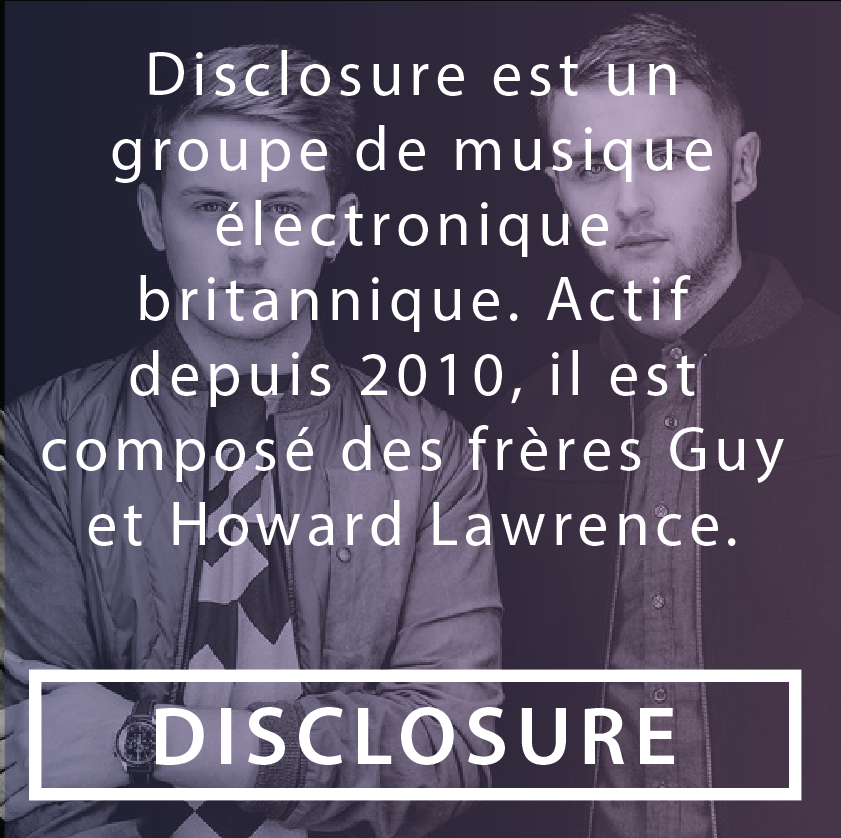 Disclosure est un
groupe de musique
électronique
britannique. Actif
depuis 2010, il est
composé des frères Guy
et Howard Lawrence.
DISCLOSURE